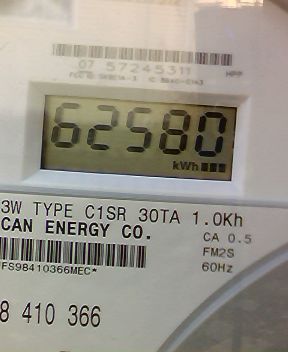 07 57245311 HPP
62580
kWh
3W TYPE C1SR 30TA 1.0Kh
CAN ENERGY CO.
CA 0.5
FM2S
60Hz
FS98410366MEC*
8 410 366